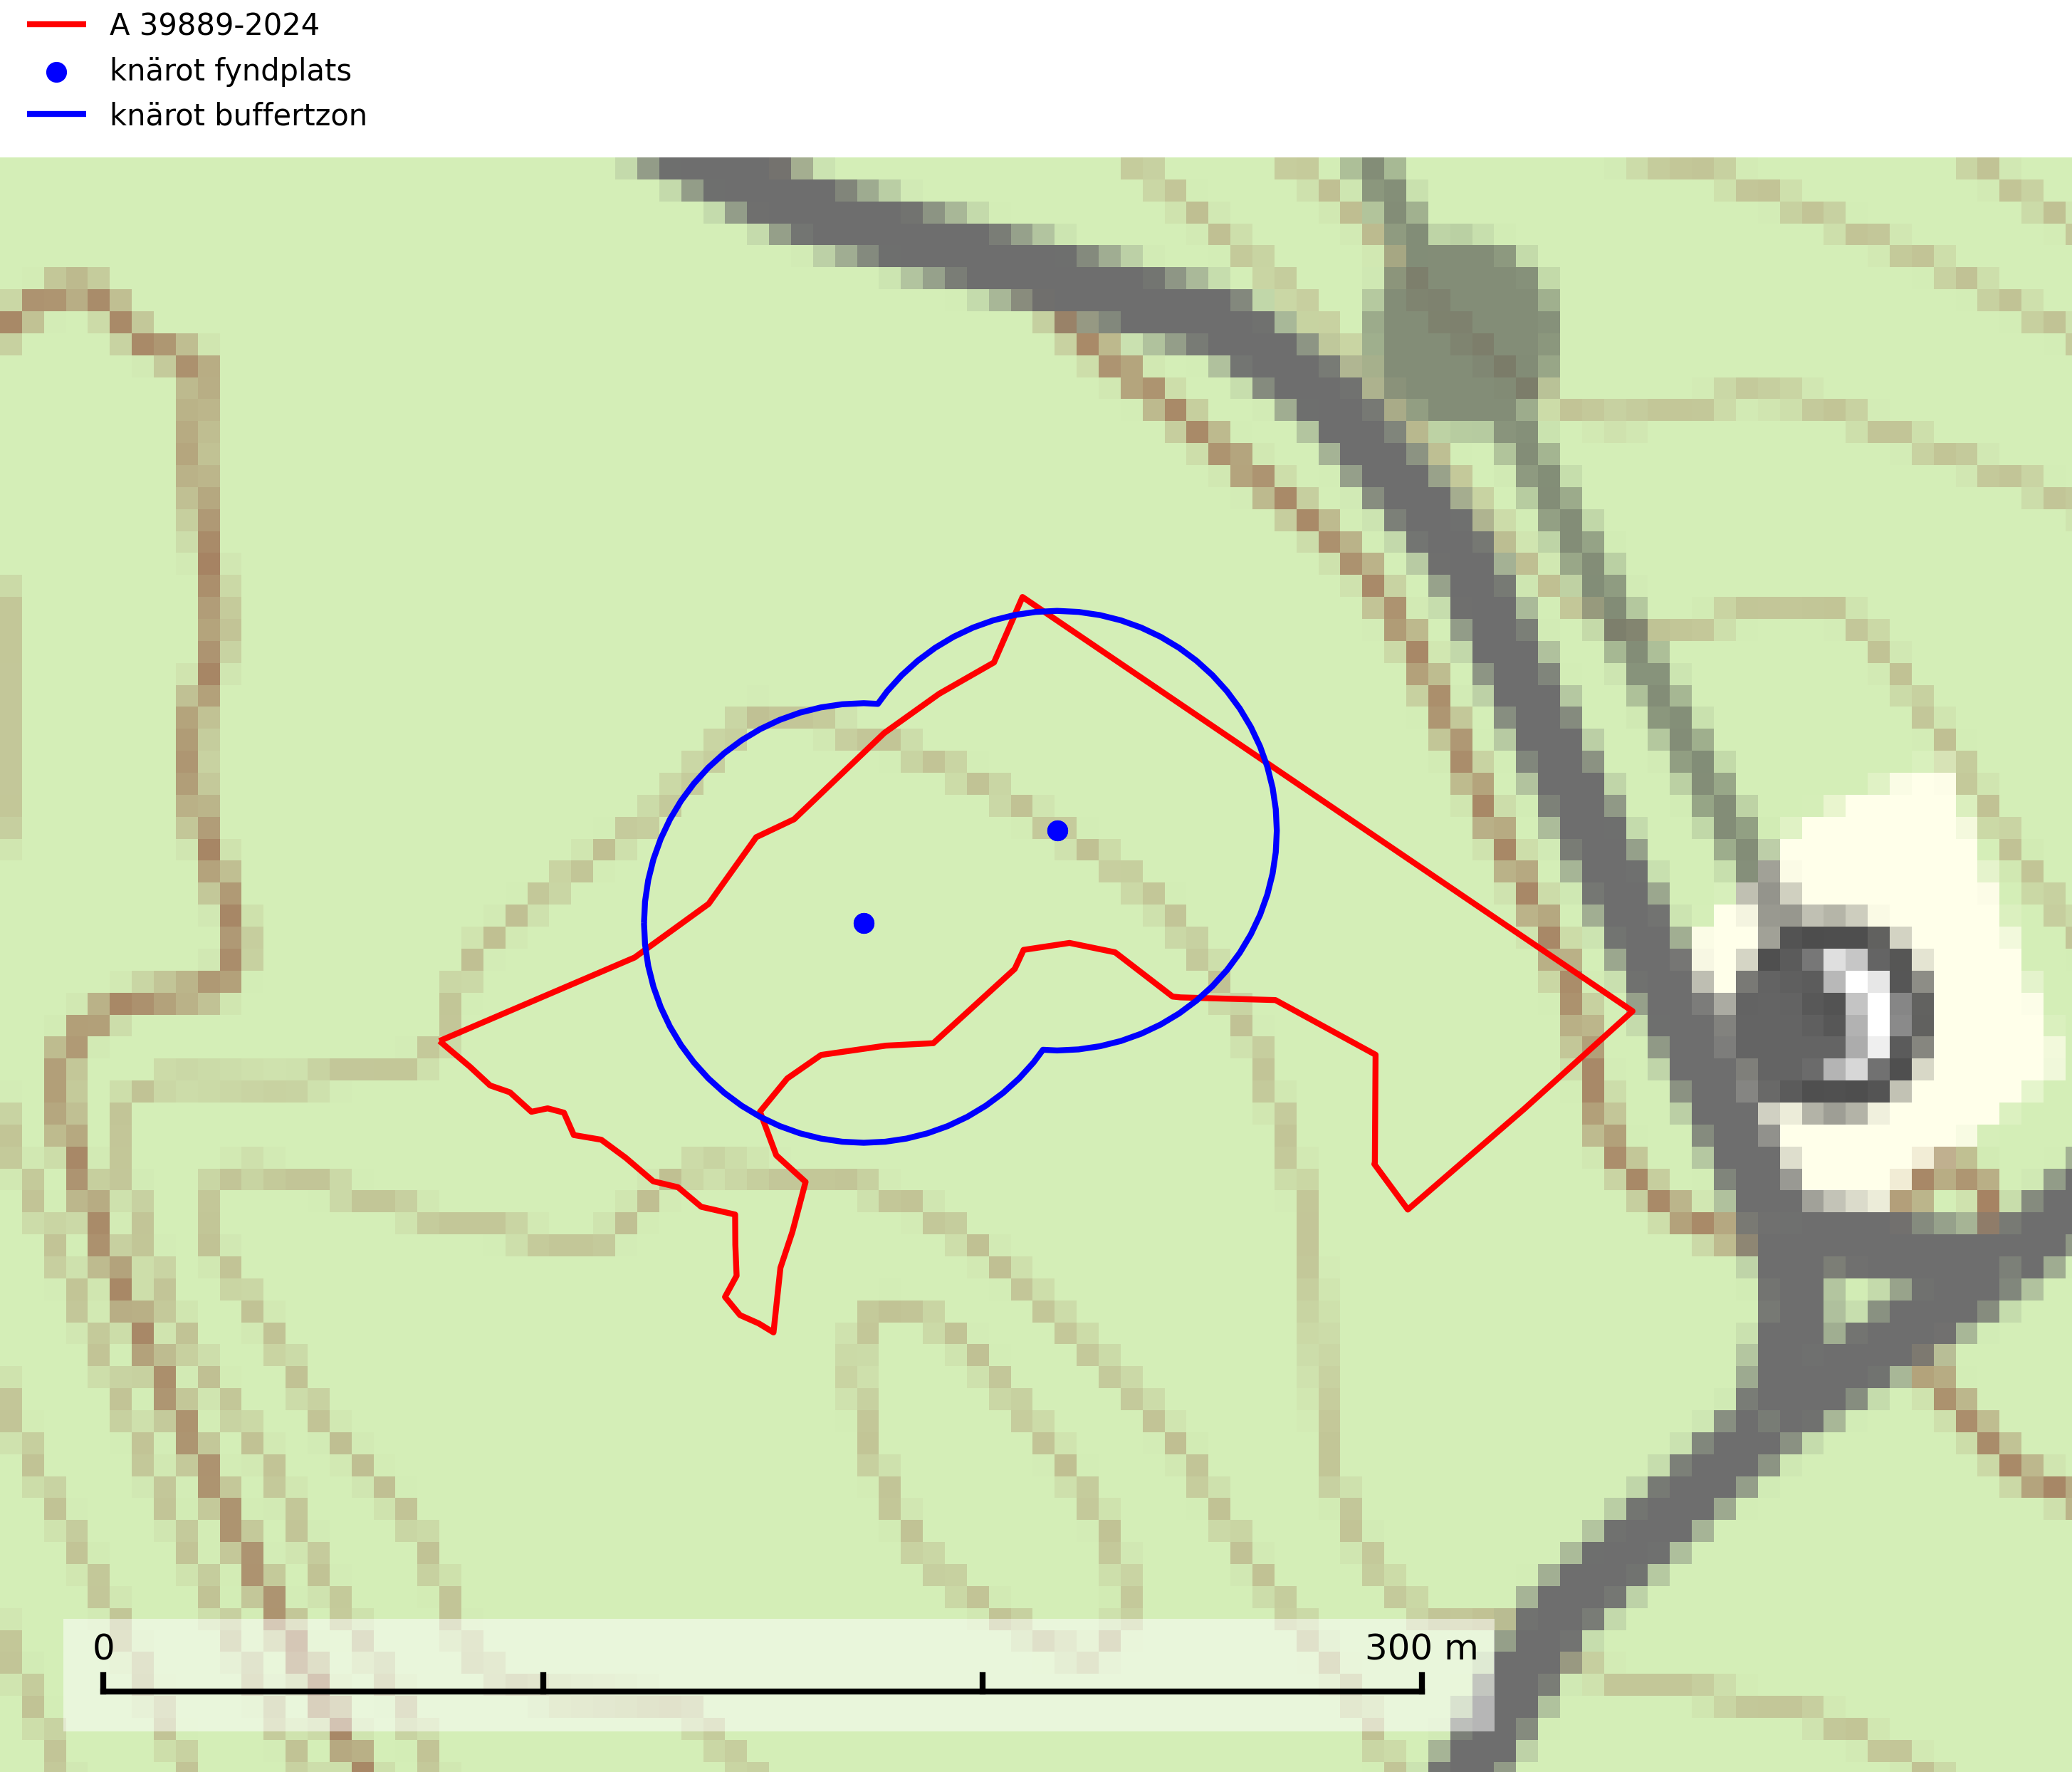 A 39889-2024
knärot fyndplats
knärot buffertzon
0 300 m